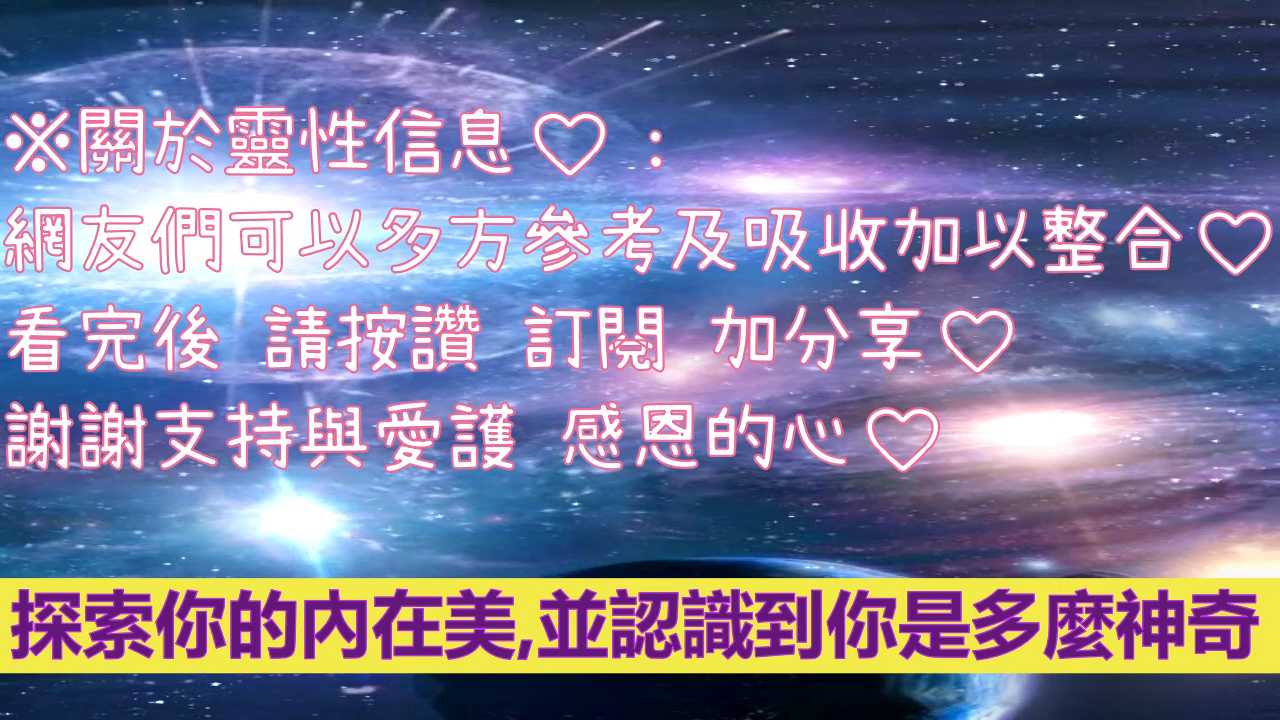 ※關於靈性信息♡：
網友們可以多方參考及吸收加以整合♡
看完後 請按讚 訂閱 加分享♡
謝謝支持與愛護 感恩的心♡
探索你的內在美,並認識到你是多麼神奇